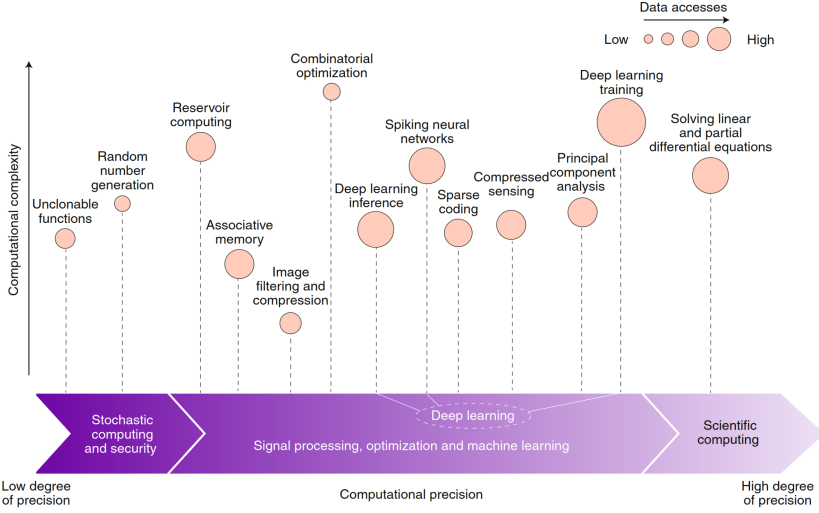 Data accesses
Low
High
Combinatorial
optimization
Deep learning
training
Reservoir
computing
Spiking neural
networks
Solving linear
and partial
differential equations
Random
number
generation
Principal
component
analysis
Compressed
sensing
Deep learning
inference
Sparse
coding
Unclonable
functions
Associative
memory
Image
filtering and
compression
Computational complexity
Stochastic
computing
and security
Deep learning
Signal processing, optimization and machine learning
Scientific
computing
Low degree
of precision
Computational precision
High degree
of precision